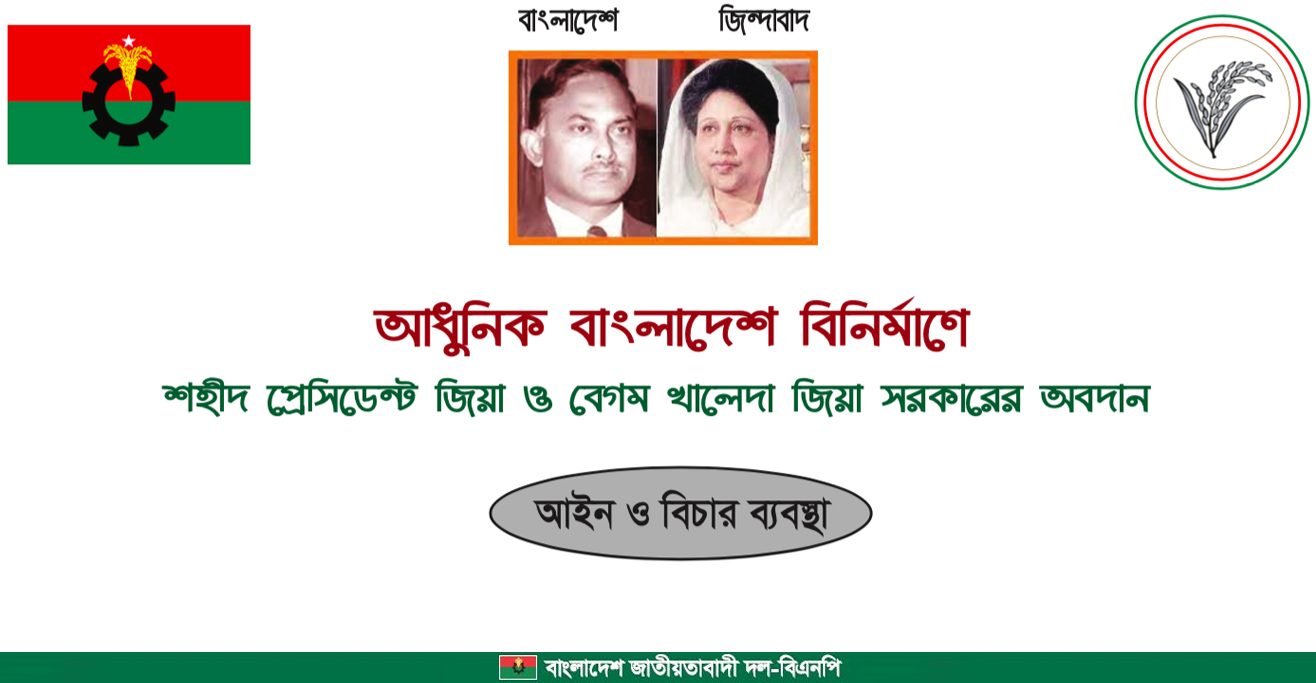 বাংলাদেশ জিন্দাবাদ
আধুনিক বাংলাদেশ বিনির্মাণে
শহীদ প্রেসিডেন্ট জিয়া ও বেগম খালেদা জিয়া সরকারের অবদান
আইন ও বিচার ব্যবস্থা
বাংলাদেশ জাতীয়তাবাদী দল-বিএনপি